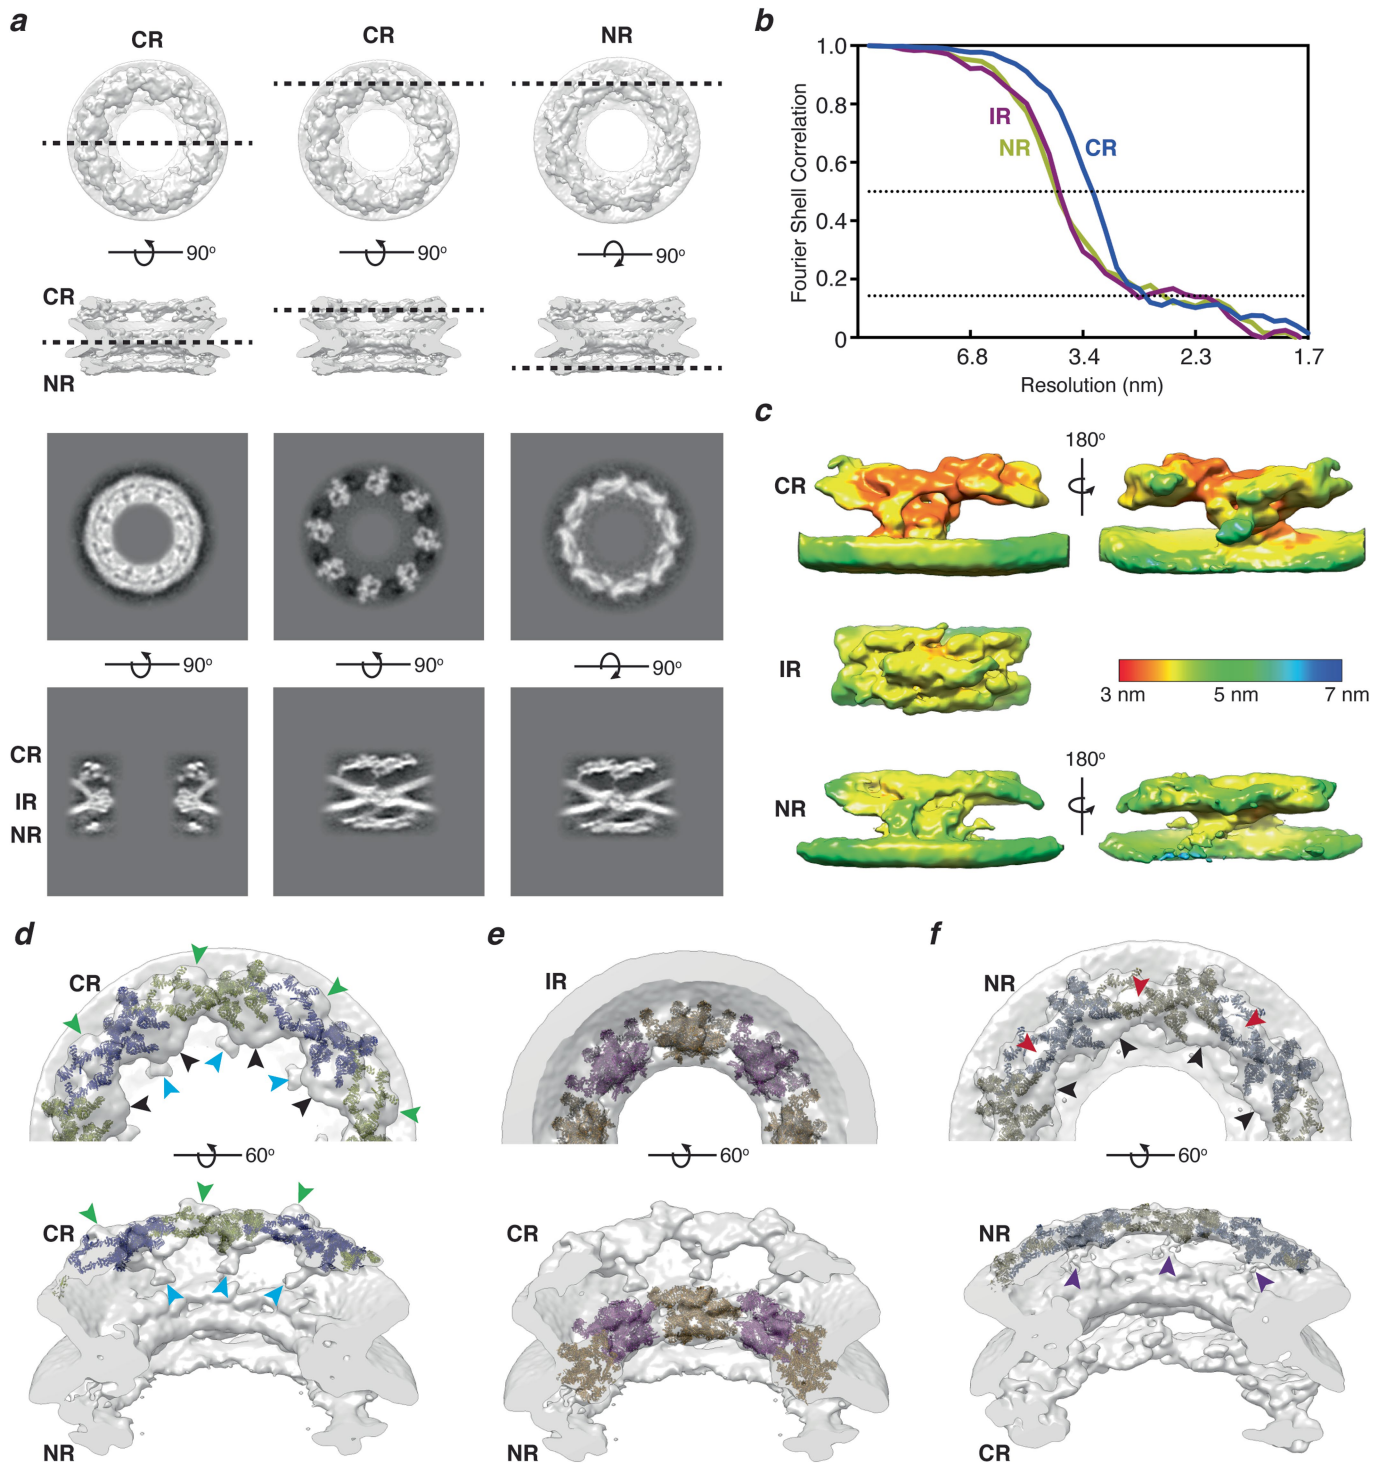 a
CR
CR
NR
90°
90°
90°
CR
NR
90°
90°
90°
CR
IR
NR
b
1.0
0.8
0.6
0.4
0.2
0
Fourier Shell Correlation
IR
NR
CR
6.8
3.4
2.3
1.7
Resolution (nm)
c
180°
CR
IR
3 nm
5 nm
7 nm
180°
NR
d
CR
60°
CR
NR
e
IR
60°
CR
NR
f
NR
60°
NR
CR